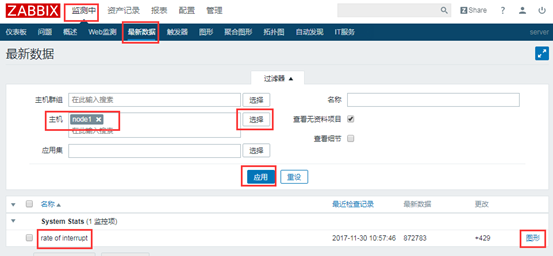 ZABBIX 监测中 资产记录 报表 配置 管理 Share ?
仪表板 问题 概述 Web监测 最新数据 触发器 图形 聚合图形 拓扑图 自动发现 IT服务 server
最新数据
过滤器 ▲
主机群组 在此输入搜索 选择 名称
主机 node1 × 选择 查看无资料项目
在此输入搜索
查看细节
应用集 选择
应用 重设
名称 ▲ 最近检查记录 最新数据 更改
System Stats (1 监控项)
rate of interrupt 2017-11-30 10:57:46 872783 +429 图形